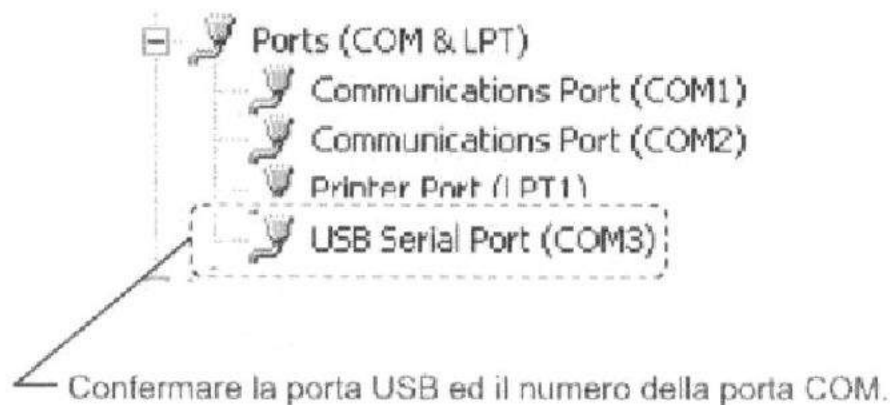 Ports (COM & LPT)
Communications Port (COM1)
Communications Port (COM2)
Printer Port (LPT1)
USB Serial Port (COM3)
Confermare la porta USB ed il numero della porta COM.